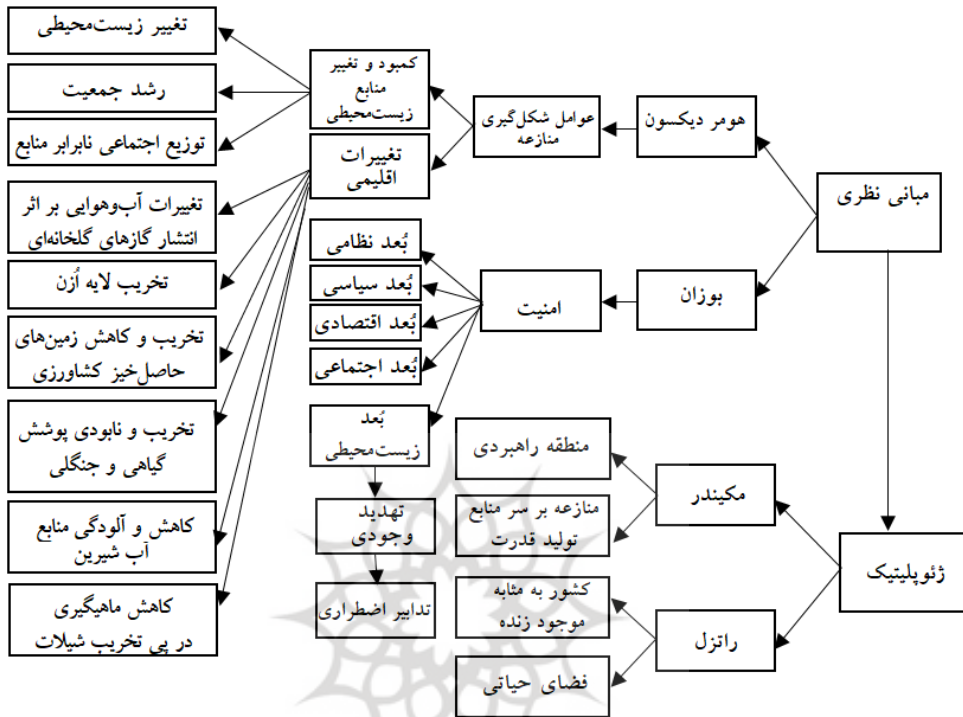 مبانی نظری
هومر دیکسون
عوامل شکل‌گیری
منازعه
کمبود و تغییر
منابع
زیست‌محیطی
تغییر زیست‌محیطی
رشد جمعیت
توزیع اجتماعی نابرابر منابع
تغییرات
اقلیمی
تغییرات آب‌وهوایی بر اثر
انتشار گازهای گلخانه‌ای
تخریب لایه اُزن
تخریب و کاهش زمین‌های
حاصل‌خیز کشاورزی
تخریب و نابودی پوشش
گیاهی و جنگلی
کاهش و آلودگی منابع
آب شیرین
کاهش ماهیگیری
در پی تخریب شیلات
بوزان
امنیت
بُعد نظامی
بُعد سیاسی
بُعد اقتصادی
بُعد اجتماعی
بُعد
زیست‌محیطی
تهدید
وجودی
تدابیر اضطراری
ژئوپلیتیک
مکیندر
منطقه راهبردی
منازعه بر سر منابع
تولید قدرت
راتزل
کشور به مثابه
موجود زنده
فضای حیاتی